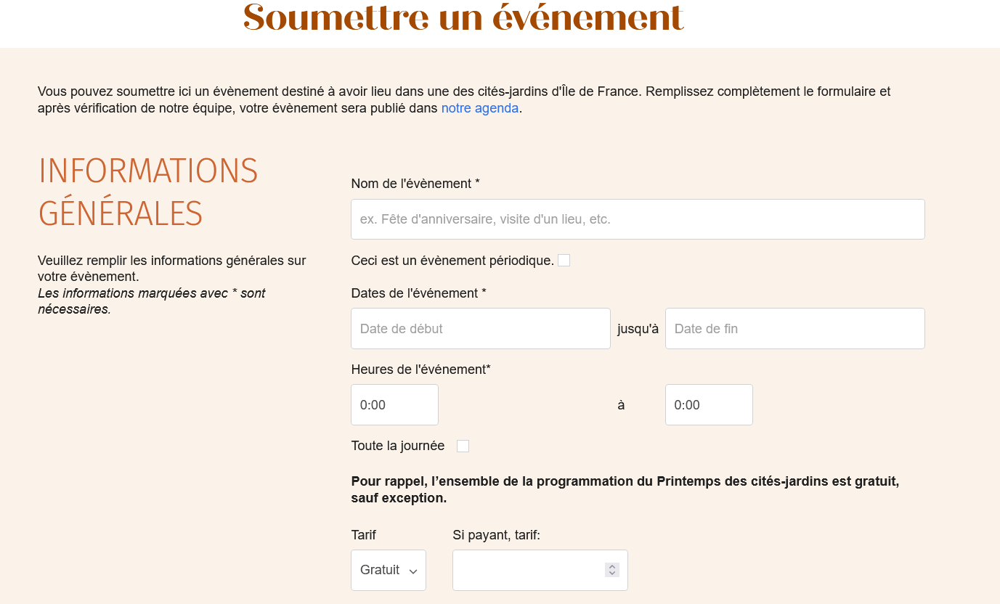 Soumettre un événement
Vous pouvez soumettre ici un évènement destiné à avoir lieu dans une des cités-jardins d'Île de France. Remplissez complètement le formulaire et
après vérification de notre équipe, votre évènement sera publié dans notre agenda.
INFORMATIONS
GÉNÉRALES
Veuillez remplir les informations générales sur
votre évènement.
Les informations marquées avec * sont
nécessaires.
Nom de l'évènement *
ex. Fête d'anniversaire, visite d'un lieu, etc.
Ceci est un évènement périodique.
Dates de l'événement *
Date de début jusqu'à Date de fin
Heures de l'événement*
0:00 à 0:00
Toute la journée
Pour rappel, l’ensemble de la programmation du Printemps des cités-jardins est gratuit,
sauf exception.
Tarif Si payant, tarif:
Gratuit